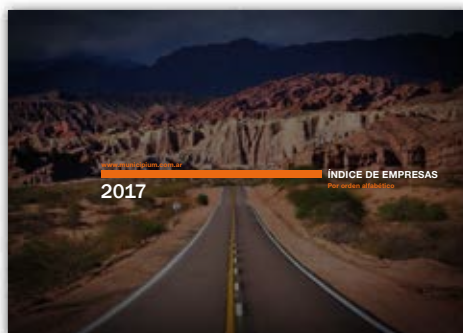 www.municipium.com.ar
ÍNDICE DE EMPRESAS
2017
Por orden alfabético